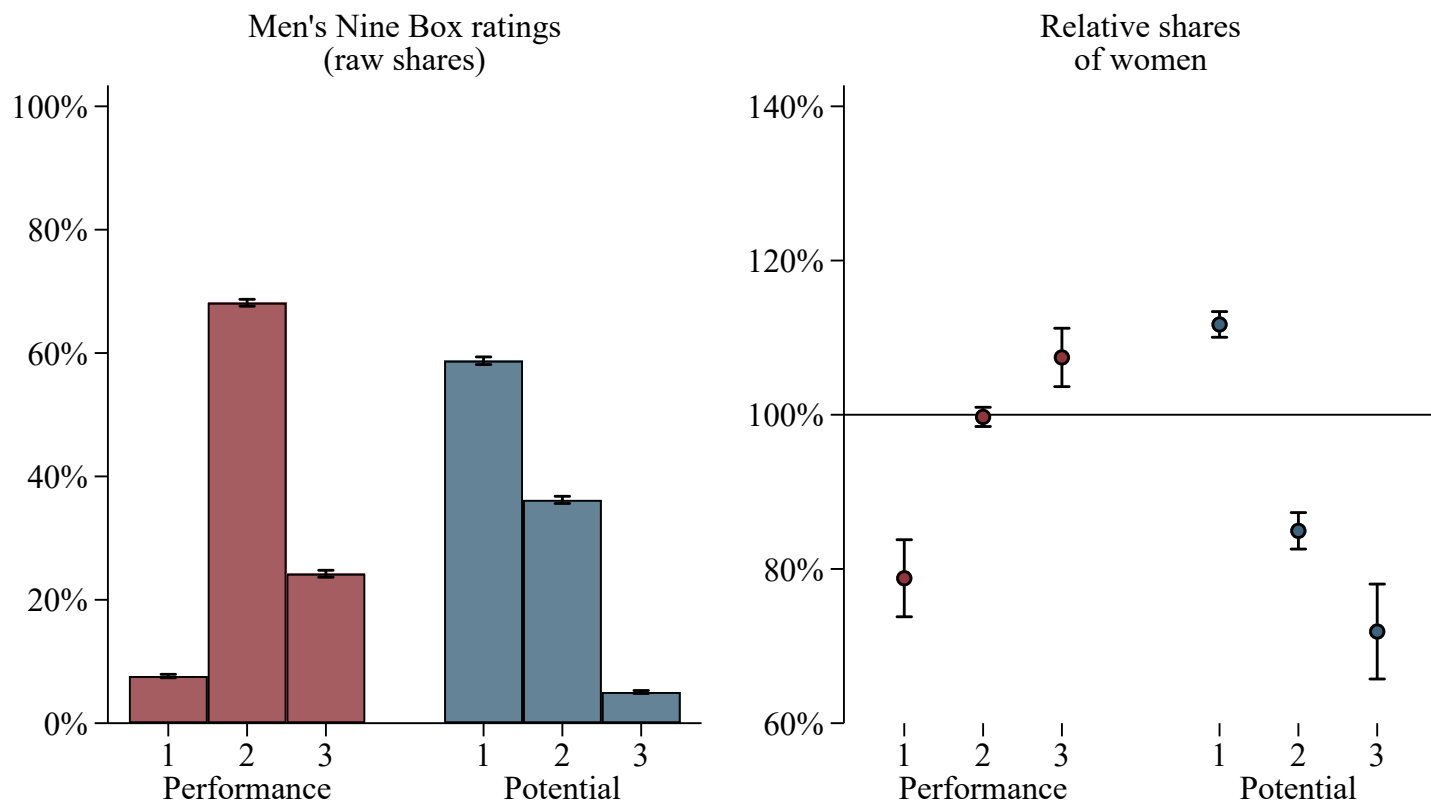 Men's Nine Box ratings
(raw shares)
100%
80%
60%
40%
20%
0%
1 2 3 1 2 3
Performance Potential
Relative shares
of women
140%
120%
100%
80%
60%
1 2 3 1 2 3
Performance Potential